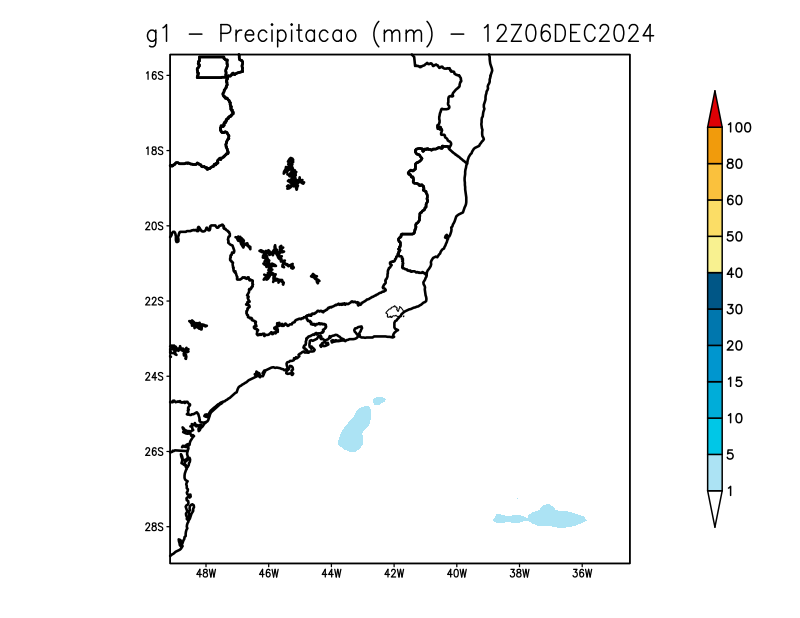 g1 – Precipitacao (mm) – 12Z06DEC2024
16S
18S
20S
22S
24S
26S
28S
48W 46W 44W 42W 40W 38W 36W
100
80
60
50
40
30
20
15
10
5
1